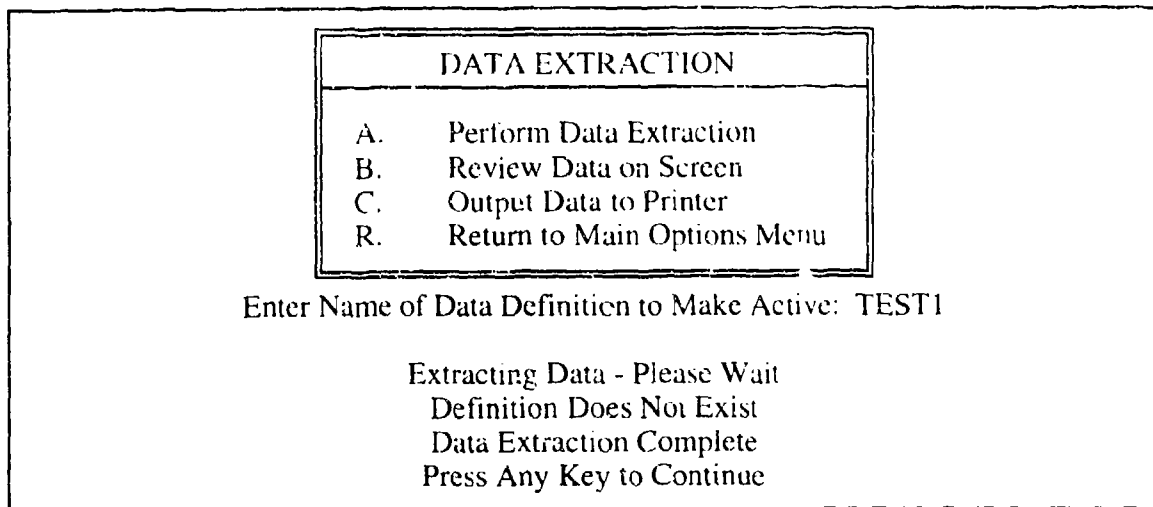 DATA EXTRACTION
A. Perform Data Extraction
B. Review Data on Screen
C. Output Data to Printer
R. Return to Main Options Menu
Enter Name of Data Definition to Make Active: TEST1
Extracting Data - Please Wait
Definition Does Not Exist
Data Extraction Complete
Press Any Key to Continue